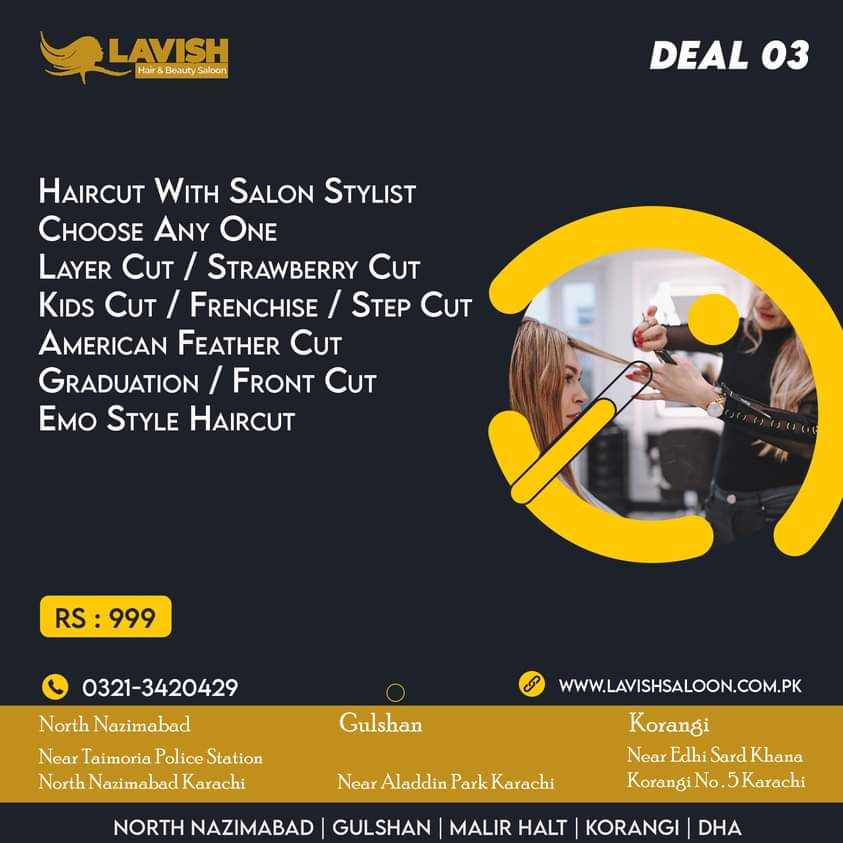 LAVISH
Hair & Beauty Saloon
DEAL 03
Haircut With Salon Stylist
Choose Any One
Layer Cut / Strawberry Cut
Kids Cut / Frenchise / Step Cut
American Feather Cut
Graduation / Front Cut
Emo Style Haircut
RS : 999
0321-3420429
WWW.LAVISHSALOON.COM.PK
North Nazimabad
Near Taimoria Police Station
North Nazimabad Karachi
Gulshan
Near Aladdin Park Karachi
Korangi
Near Edhi Sard Khana
Korangi No . 5 Karachi
NORTH NAZIMABAD | GULSHAN | MALIR HALT | KORANGI | DHA